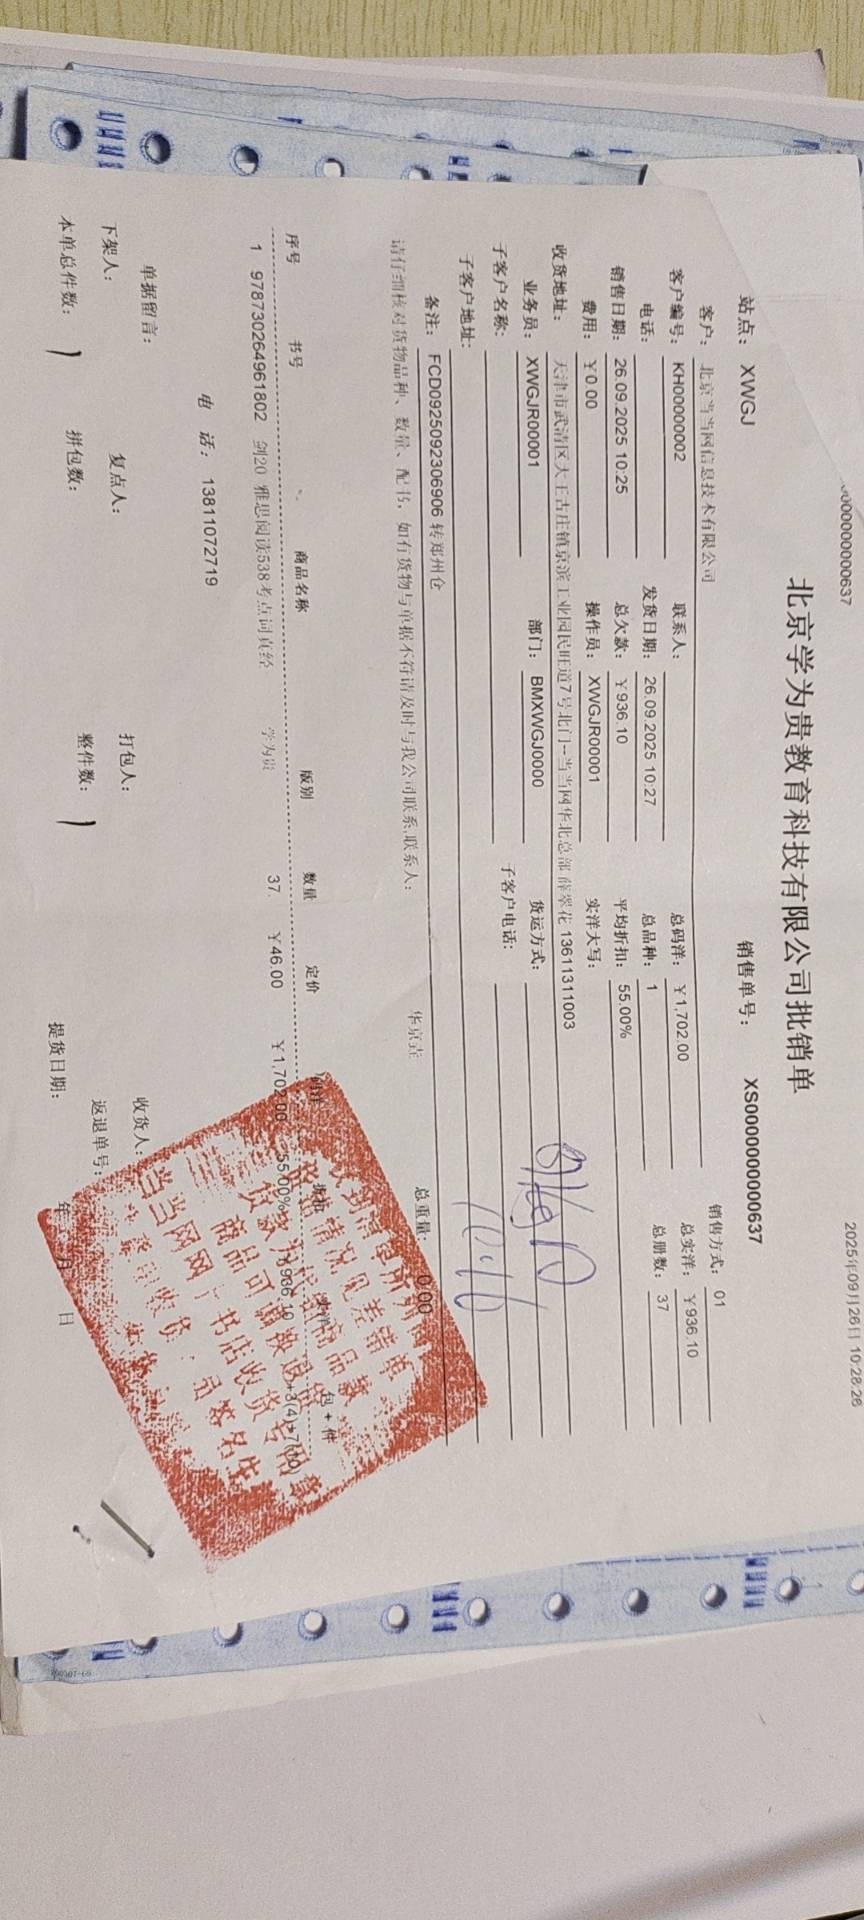 2025年09月26日 10:28:26
北京学为贵教育科技有限公司批销单
站点： XWGJ 销售单号： XS0000000000637
客户： 北京当当网信息技术有限公司 销售方式： 01
客户编号： KH00000002 联系人： 总码洋： ￥1,702.00 总实洋： ￥936.10
电话： 发货日期： 26.09.2025 10:27 总品种： 1 总册数： 37
销售日期： 26.09.2025 10:25 总欠款： ￥936.10 平均折扣： 55.00%
费用： ￥0.00 操作员： XWGJR00001 实洋大写：
收货地址： 天津市武清区大王古庄镇京滨工业园民旺道7号北门-当当网华北总部 薛翠花 13611311003
业务员： XWGJR00001 部门： BMXWGJ0000 货运方式：
子客户名称： 子客户电话：
子客户地址：
备注： FCD0925092306906 转郑州仓
请仔细核对货物品种、数量、配书，如有货物与单据不符请及时与我公司联系,联系人： 华京莲 总重量： 0.00
序号 书号 商品名称 版别 数量 定价 码洋 折扣 实洋 包＋件
1 978730264961802 剑20 雅思阅读538考点词真经 学为贵 37. ￥46.00 ￥1,702.00 55.00% ￥936.10
电 话： 13811072719
单据留言：
下架人： 复点人： 打包人： 收货人： 返退单号：
本单总件数： 1 拼包数： 整件数： 1 提货日期： 年 月 日